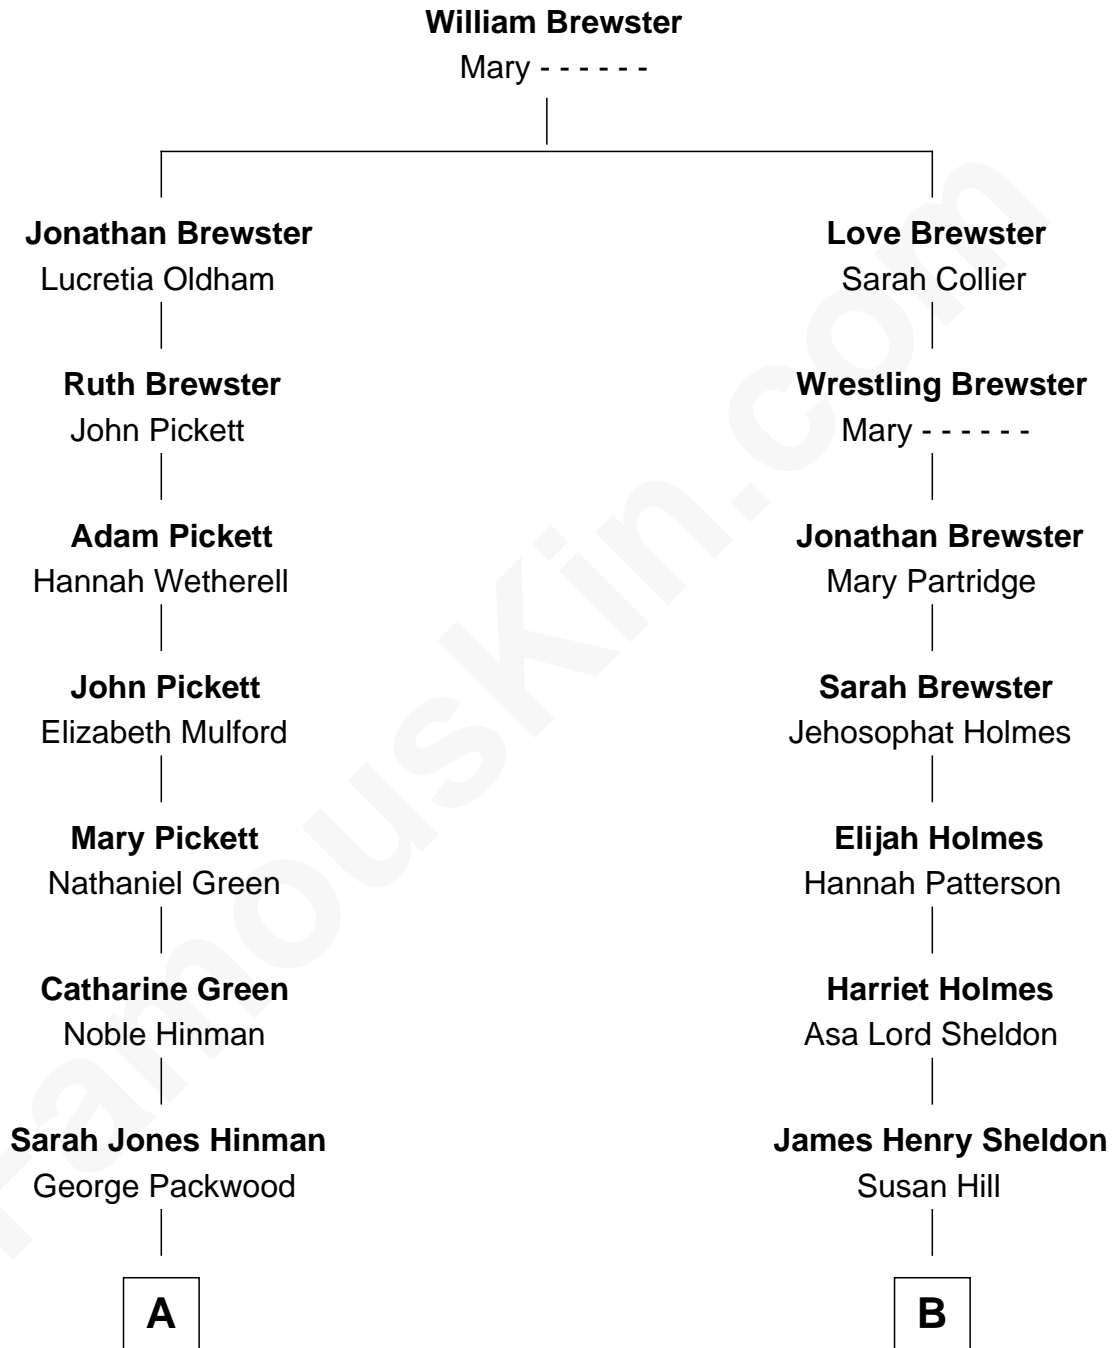 William Brewster
Mary - - - - - -
Jonathan Brewster
Lucretia Oldham
Love Brewster
Sarah Collier
Ruth Brewster
John Pickett
Wrestling Brewster
Mary - - - - - -
Adam Pickett
Hannah Wetherell
Jonathan Brewster
Mary Partridge
John Pickett
Elizabeth Mulford
Sarah Brewster
Jehosophat Holmes
Mary Pickett
Nathaniel Green
Elijah Holmes
Hannah Patterson
Catharine Green
Noble Hinman
Harriet Holmes
Asa Lord Sheldon
Sarah Jones Hinman
George Packwood
James Henry Sheldon
Susan Hill
A
B
FamousKin.com